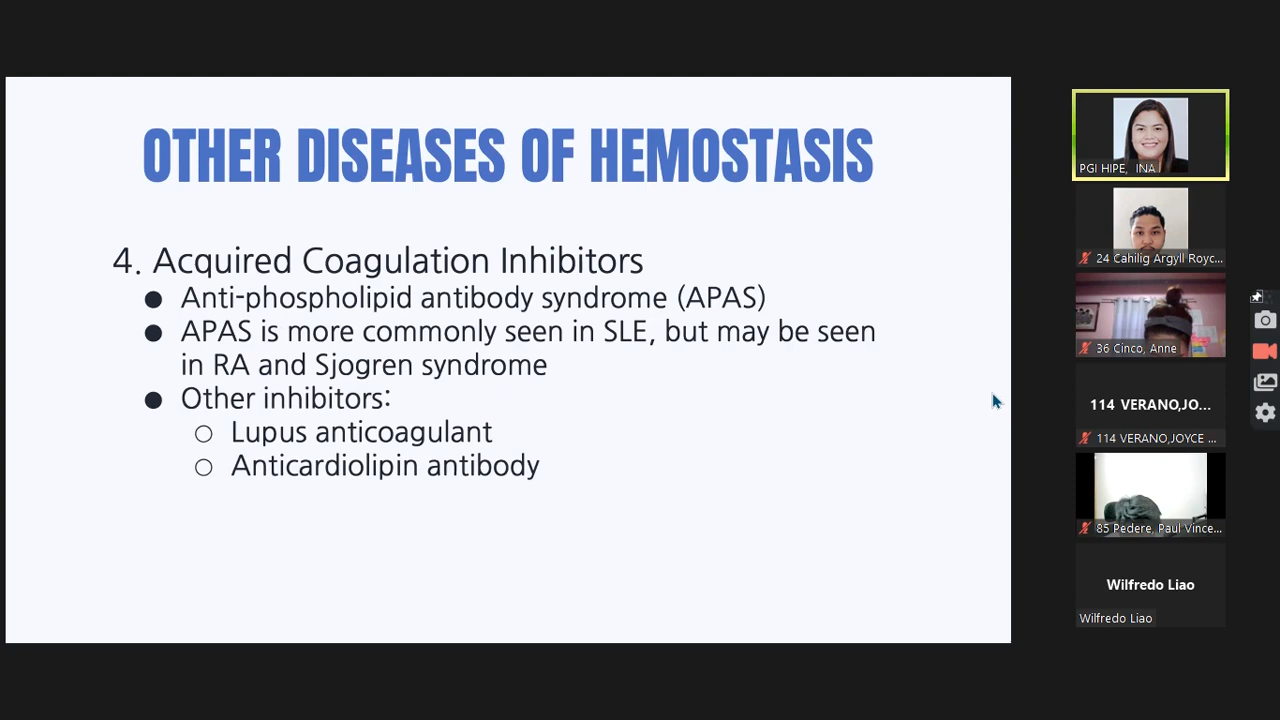 OTHER DISEASES OF HEMOSTASIS
4. Acquired Coagulation Inhibitors
● Anti-phospholipid antibody syndrome (APAS)
● APAS is more commonly seen in SLE, but may be seen
in RA and Sjogren syndrome
● Other inhibitors:
○ Lupus anticoagulant
○ Anticardiolipin antibody
PGI HIPE, INA
24 Cahilig Argyll Royc...
36 Cinco, Anne
114 VERANO,JO...
114 VERANO,JOYCE ...
85 Pedere, Paul Vince...
Wilfredo Liao
Wilfredo Liao